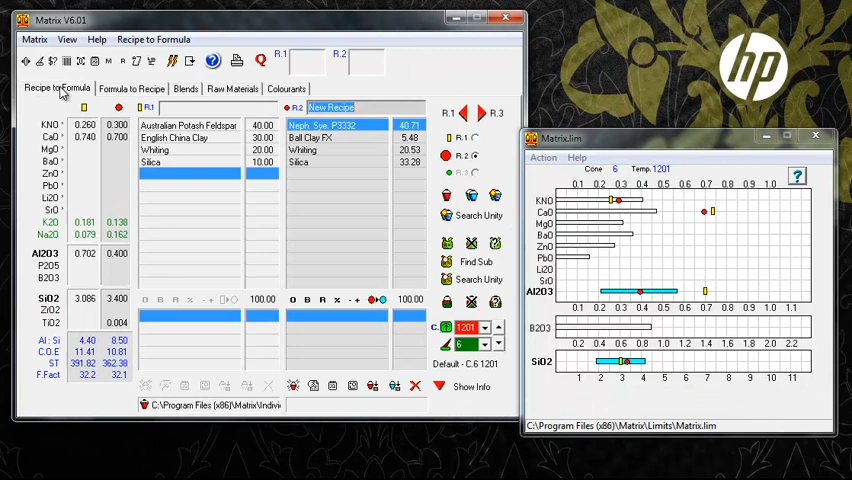 Matrix V6.01
Matrix View Help Recipe to Formula
R.1
R.2
Recipe to Formula
Formula to Recipe
Blends
Raw Materials
Colourants
R.1
R.2 New Recipe
KNO 0.260 0.300
CaO 0.740 0.700
MgO
BaO
ZnO
PbO
Li2O
SrO
K2O 0.181 0.138
Na2O 0.079 0.162
Al2O3 0.702 0.400
P2O5
B2O3
SiO2 3.086 3.400
ZrO2
TiO2 0.004
Al : Si 4.40 8.50
C.O.E 11.41 10.81
ST 391.82 362.38
F.Fact 32.2 32.1
Australian Potash Feldspar 40.00
English China Clay 30.00
Whiting 20.00
Silica 10.00
Neph. Sye. P3332 40.71
Ball Clay FX 5.48
Whiting 20.53
Silica 33.28
O B R % - + 100.00
O B R % - + 100.00
R.1 R.3
R.1
R.2
R.3
Search Unity
Find Sub
Search Unity
C. 1201
6
Default - C.6 1201
Show Info
C:\Program Files (x86)\Matrix\Individ
hp
Matrix.lim
Action Help
Cone 6 Temp. 1201
0.1 0.2 0.3 0.4 0.5 0.6 0.7 0.8 0.9 1.0 1.1
KNO
CaO
MgO
BaO
ZnO
PbO
Li2O
SrO
Al2O3
0.1 0.2 0.3 0.4 0.5 0.6 0.7 0.8 0.9 1.0 1.1
B2O3
0.2 0.4 0.6 0.8 1.0 1.2 1.4 1.6 1.8 2.0 2.2
SiO2
1 2 3 4 5 6 7 8 9 10 11
C:\Program Files (x86)\Matrix\Limits\Matrix.lim